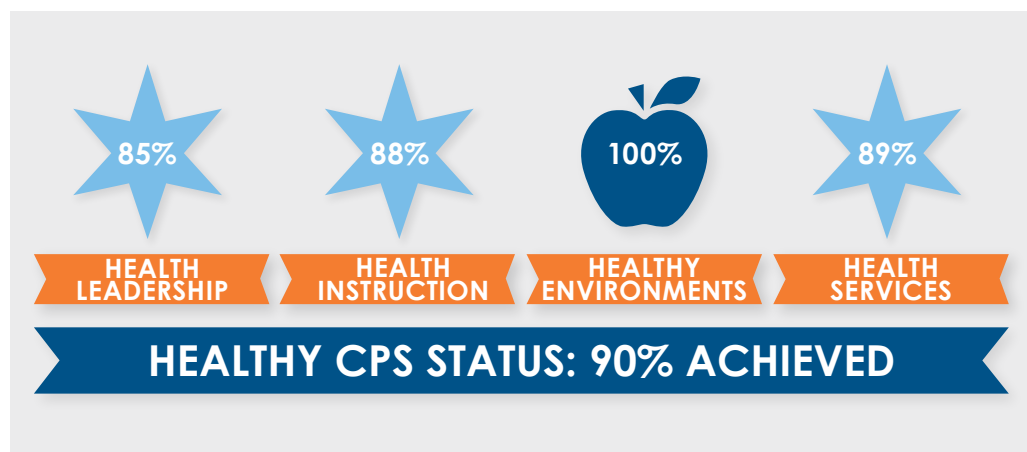 85%
88%
100%
89%
HEALTH
LEADERSHIP
HEALTH
INSTRUCTION
HEALTHY
ENVIRONMENTS
HEALTH
SERVICES
HEALTHY CPS STATUS: 90% ACHIEVED